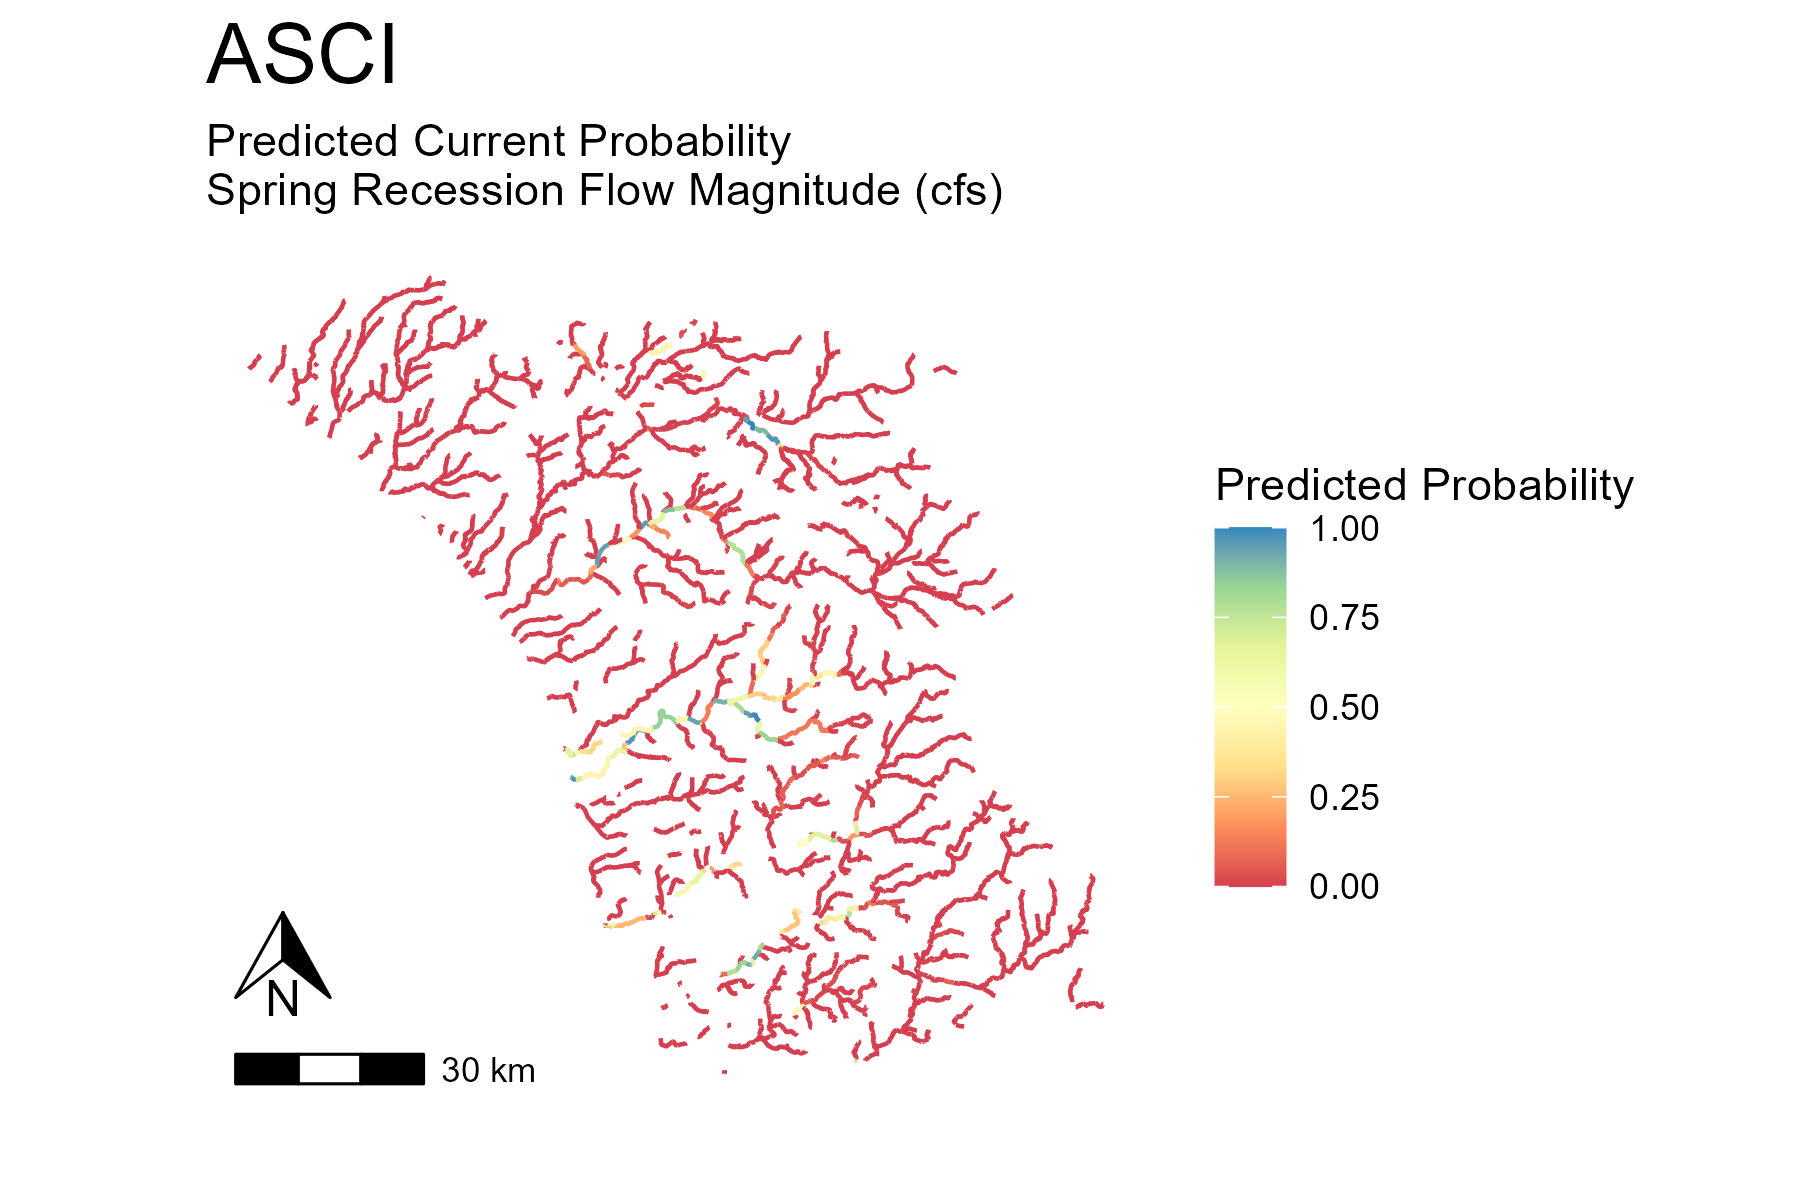 ASCI
Predicted Current Probability
Spring Recession Flow Magnitude (cfs)
Predicted Probability
1.00
0.75
0.50
0.25
0.00
N
30 km